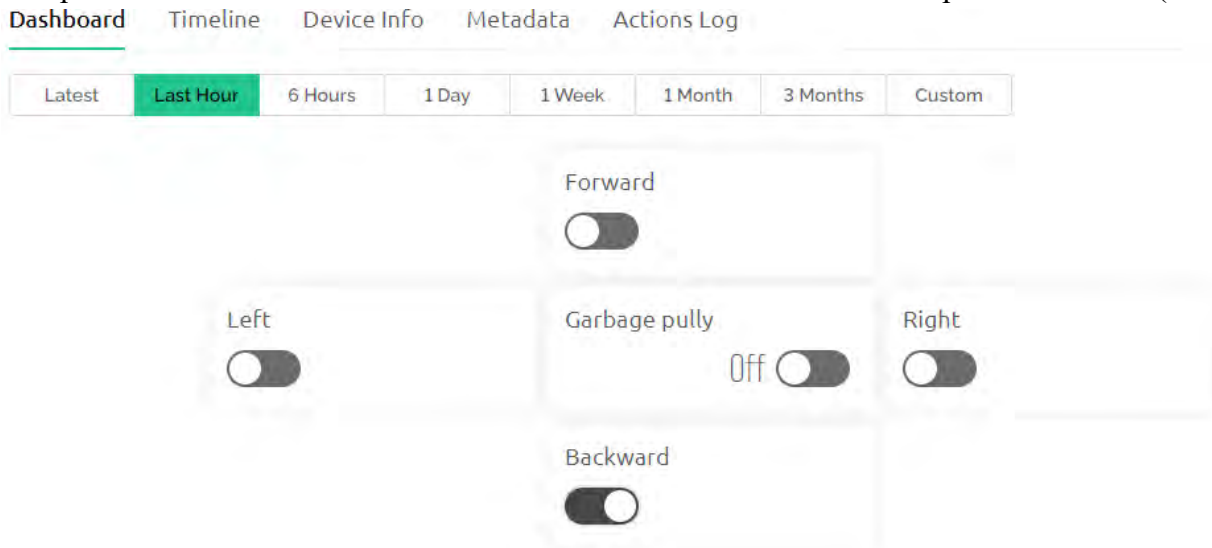 Dashboard Timeline Device Info Metadata Actions Log
Latest Last Hour 6 Hours 1 Day 1 Week 1 Month 3 Months Custom
Forward
Left Garbage pully Right
Off
Backward